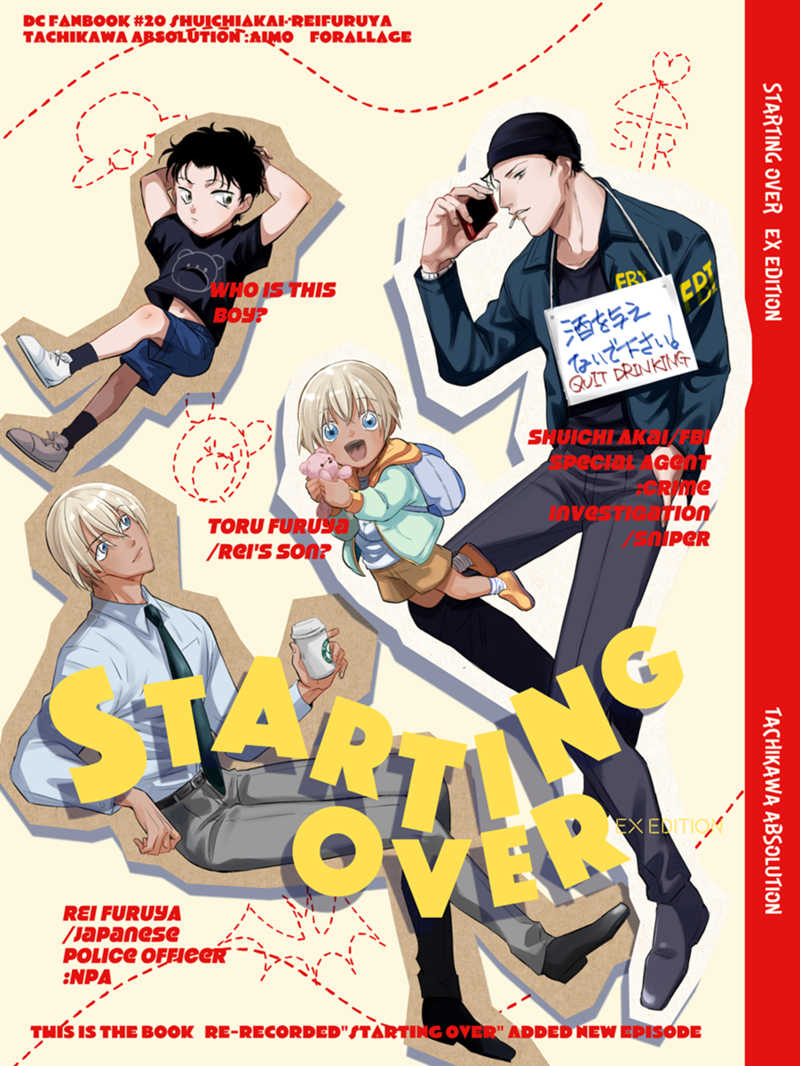 DC FANBOOK #20 SHUICHIAKAI-REIFURUYA
TACHIKAWA ABSOLUTION :AIMO FORALLAGE
STR
WHO IS THIS
BOY?
FBI
FBI
酒を与え
ないで下さい!
QUIT DRINKING
SHUICHI AKAI/FBI
SPECIAL AGENT
:CRIME
INVESTIGATION
/SNIPER
TORU FURUYA
/REI'S SON?
STARTING
OVER
EX EDITION
REI FURUYA
/JAPANESE
POLICE OFFICER
:NPA
THIS IS THE BOOK RE-RECORDED"STARTING OVER" ADDED NEW EPISODE
STARTING OVER EX EDITION
TACHIKAWA ABSOLUTION